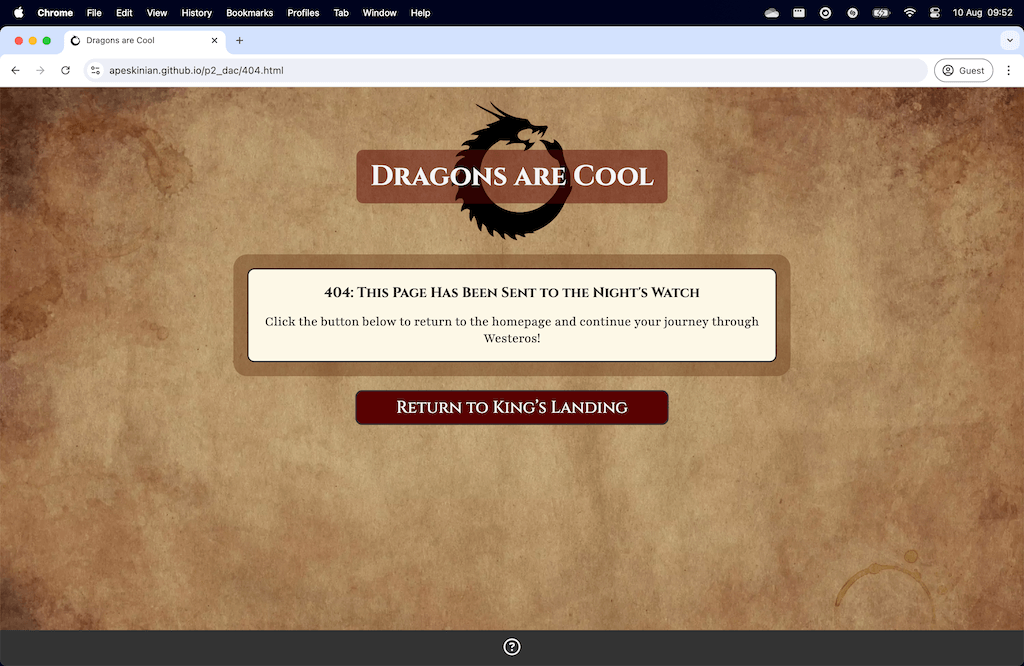 Chrome File Edit View History Bookmarks Profiles Tab Window Help 10 Aug 09:52
Dragons are Cool
apeskinian.github.io/p2_dac/404.html Guest
Dragons are Cool
404: This Page Has Been Sent to the Night's Watch
Click the button below to return to the homepage and continue your journey through
Westeros!
Return to King's Landing